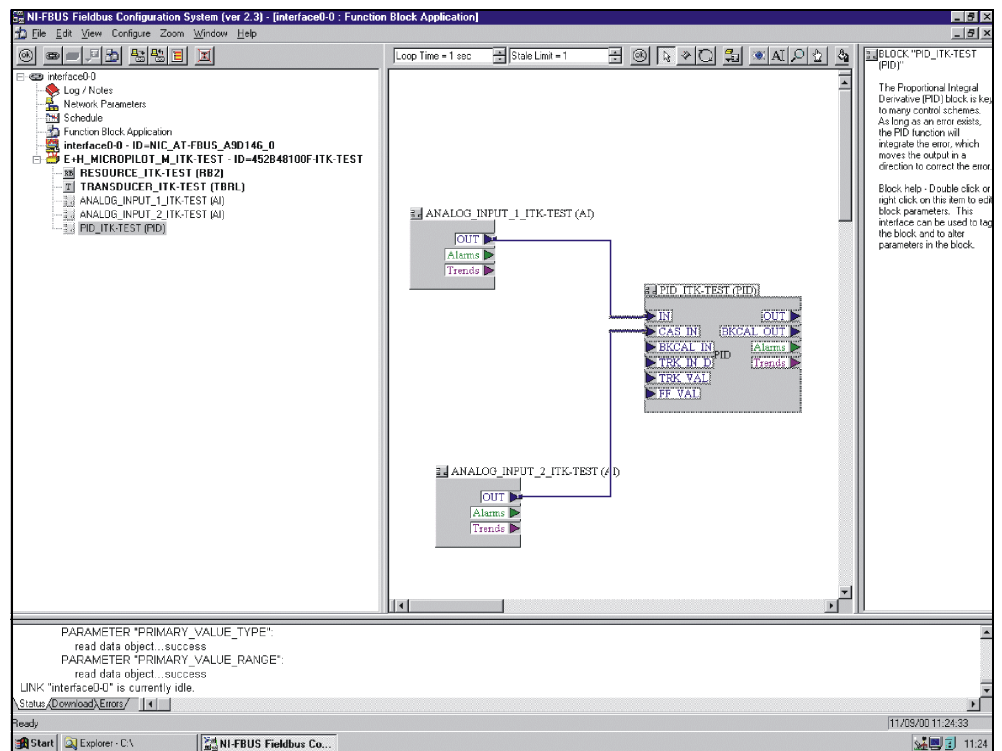 NI-FBUS Fieldbus Configuration System (ver 2.3) - [interface0-0 : Function Block Application]
File Edit View Configure Zoom Window Help
Loop Time = 1 sec Stale Limit = 1
interface0-0
Log / Notes
Network Parameters
Schedule
Function Block Application
interface0-0 - ID=NIC_AT-FBUS_A9D146_0
E+H_MICROPILOT_M_ITK-TEST - ID=452B48100F-ITK-TEST
RESOURCE_ITK-TEST (RB2)
TRANSDUCER_ITK-TEST (TBRL)
ANALOG_INPUT_1_ITK-TEST (AI)
ANALOG_INPUT_2_ITK-TEST (AI)
PID_ITK-TEST (PID)
ANALOG_INPUT_1_ITK-TEST (AI)
OUT
Alarms
Trends
PID_ITK-TEST (PID)
IN OUT
CAS_IN BKCAL_OUT
BKCAL_IN Alarms
PID
TRK_IN_D Trends
TRK_VAL
FF_VAL
ANALOG_INPUT_2_ITK-TEST (AI)
OUT
Alarms
Trends
BLOCK "PID_ITK-TEST
(PID)"
The Proportional Integral
Derivative (PID) block is key
to many control schemes.
As long as an error exists,
the PID function will
integrate the error, which
moves the output in a
direction to correct the error.
Block help - Double click or
right click on this item to edit
block parameters. This
interface can be used to tag
the block and to alter
parameters in the block.
PARAMETER "PRIMARY_VALUE_TYPE":
read data object...success
PARAMETER "PRIMARY_VALUE_RANGE":
read data object...success
LINK "interface0-0" is currently idle.
Status Download Errors
Ready 11/09/00 11:24:33
Start Explorer - C:\ NI-FBUS Fieldbus Co... 11:24